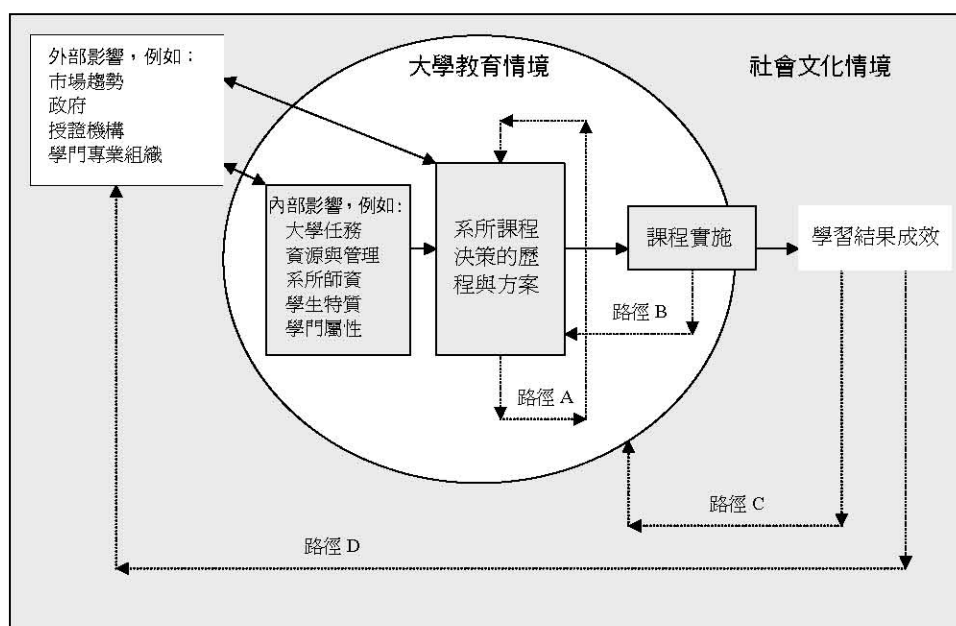 外部影響，例如：
市場趨勢
政府
授證機構
學門專業組織
大學教育情境
社會文化情境
內部影響，例如:
大學任務
資源與管理
系所師資
學生特質
學門屬性
系所課程
決策的歷
程與方案
課程實施
學習結果成效
路徑 B
路徑 A
路徑 C
路徑 D